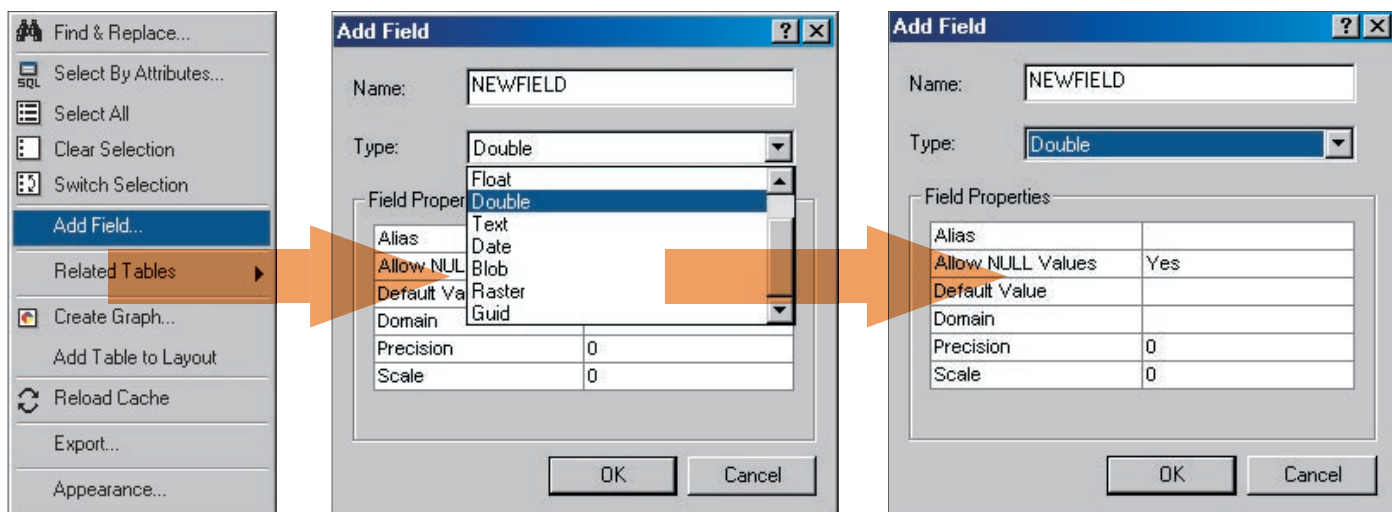 Find & Replace...
SQL
Select By Attributes...
Select All
Clear Selection
Switch Selection
Add Field...
Related Tables
Create Graph...
Add Table to Layout
Reload Cache
Export...
Appearance...
Add Field
Name: NEWFIELD
Type: Double
Float
Double
Text
Date
Blob
Raster
Guid
Field Proper
Alias
Allow NUL
Default Va
Domain
Precision 0
Scale 0
OK Cancel
Add Field
Name: NEWFIELD
Type: Double
Field Properties
Alias
Allow NULL Values Yes
Default Value
Domain
Precision 0
Scale 0
OK Cancel